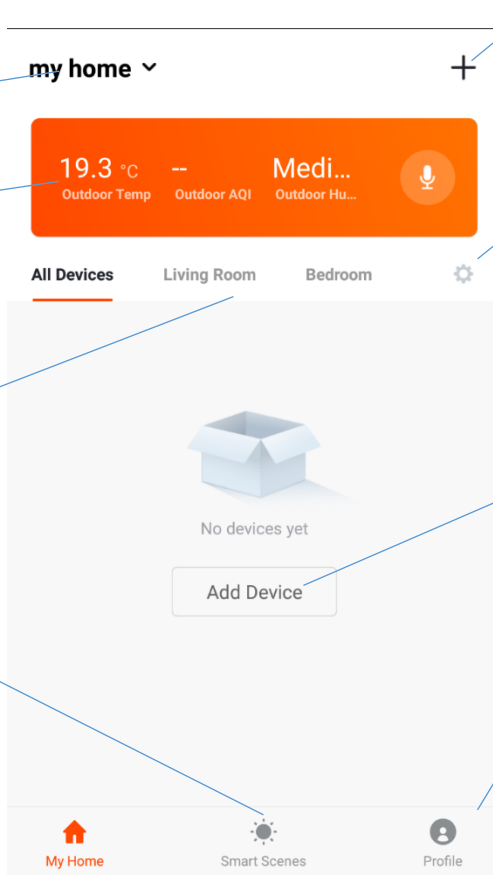 my home
19.3 °C -- Medi...
Outdoor Temp Outdoor AQI Outdoor Hu...
All Devices Living Room Bedroom
No devices yet
Add Device
My Home Smart Scenes Profile